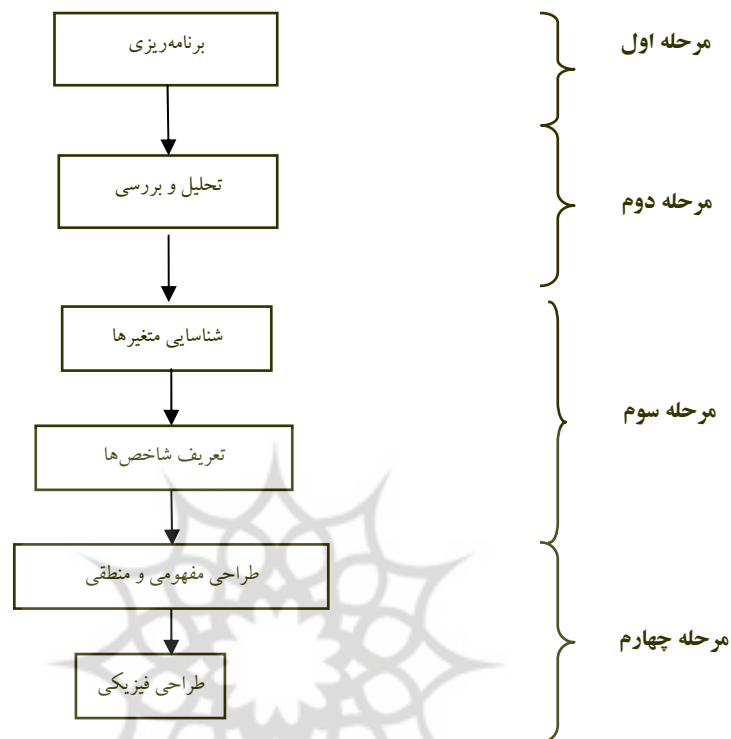 مرحله اول
برنامه‌ریزی
مرحله دوم
تحلیل و بررسی
شناسایی متغیرها
مرحله سوم
تعریف شاخص‌ها
طراحی مفهومی و منطقی
مرحله چهارم
طراحی فیزیکی